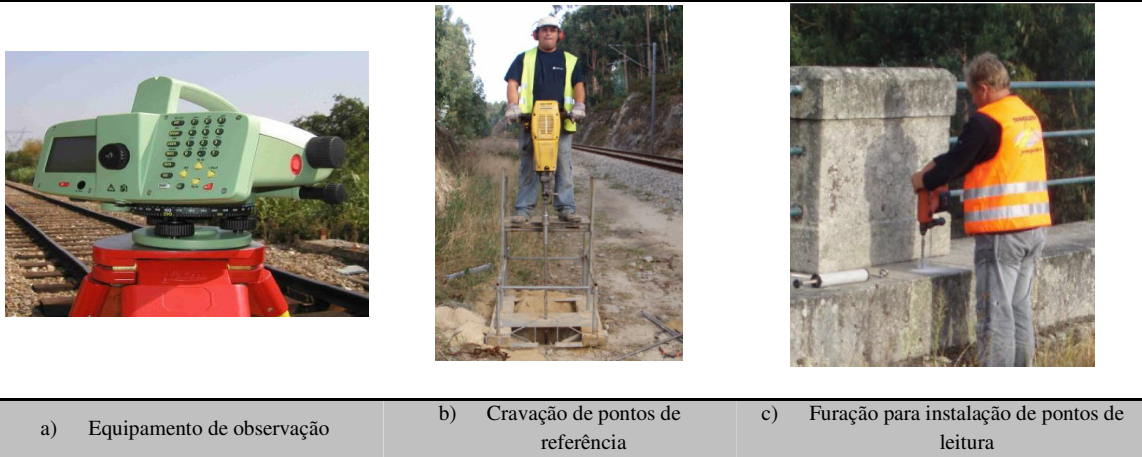 a) Equipamento de observação
b) Cravação de pontos de
referência
c) Furação para instalação de pontos de
leitura